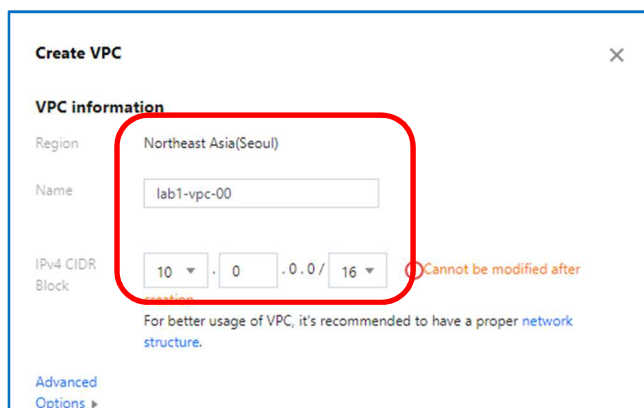 Create VPC
VPC information
Region Northeast Asia(Seoul)
Name lab1-vpc-00
IPv4 CIDR Block 10 . 0 .0.0/ 16 Cannot be modified after creation
For better usage of VPC, it's recommended to have a proper network
structure.
Advanced
Options